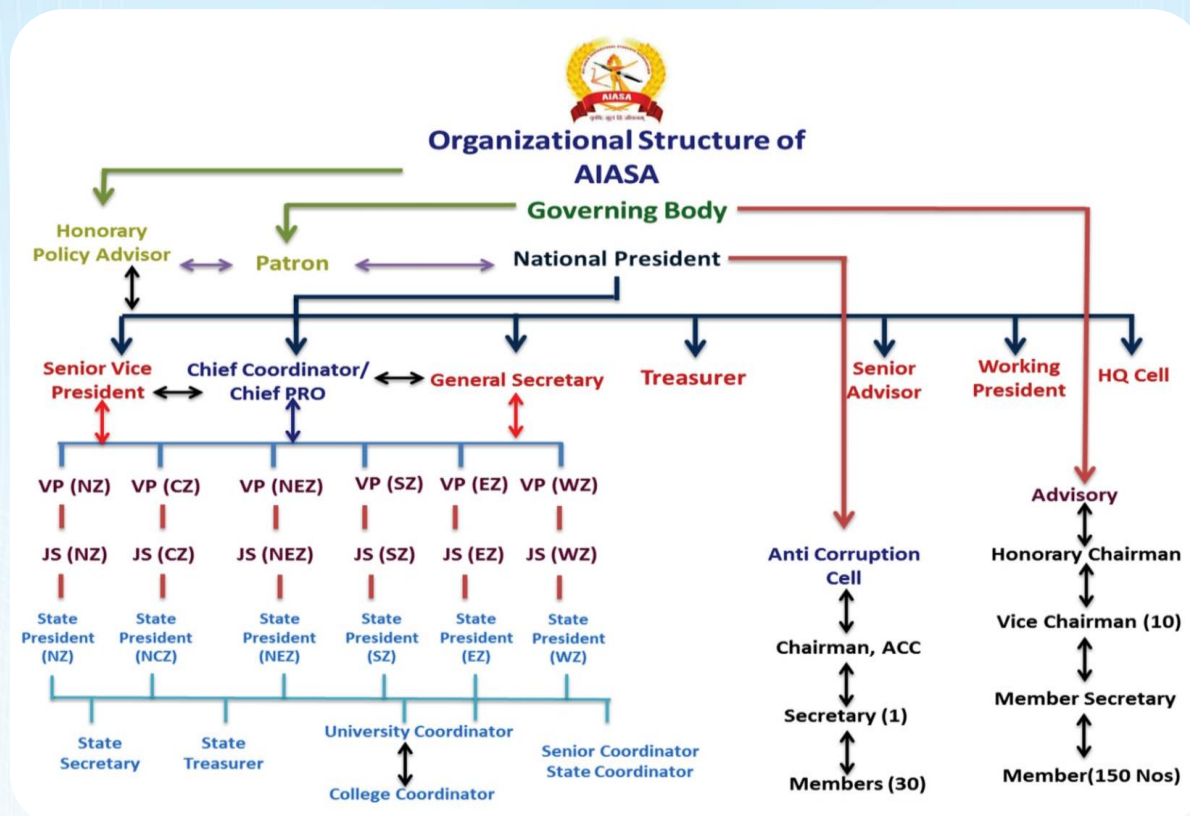 AIASA
Organizational Structure of
AIASA
Governing Body
Honorary
Policy Advisor
Patron
National President
Senior Vice
President
Chief Coordinator/
Chief PRO
General Secretary
Treasurer
Senior
Advisor
Working
President
HQ Cell
VP (NZ)
VP (CZ)
VP (NEZ)
VP (SZ)
VP (EZ)
VP (WZ)
JS (NZ)
JS (CZ)
JS (NEZ)
JS (SZ)
JS (EZ)
JS (WZ)
State
President
(NZ)
State
President
(NCZ)
State
President
(NEZ)
State
President
(SZ)
State
President
(EZ)
State
President
(WZ)
State
Secretary
State
Treasurer
University Coordinator
College Coordinator
Senior Coordinator
State Coordinator
Anti Corruption
Cell
Chairman, ACC
Secretary (1)
Members (30)
Advisory
Honorary Chairman
Vice Chairman (10)
Member Secretary
Member(150 Nos)